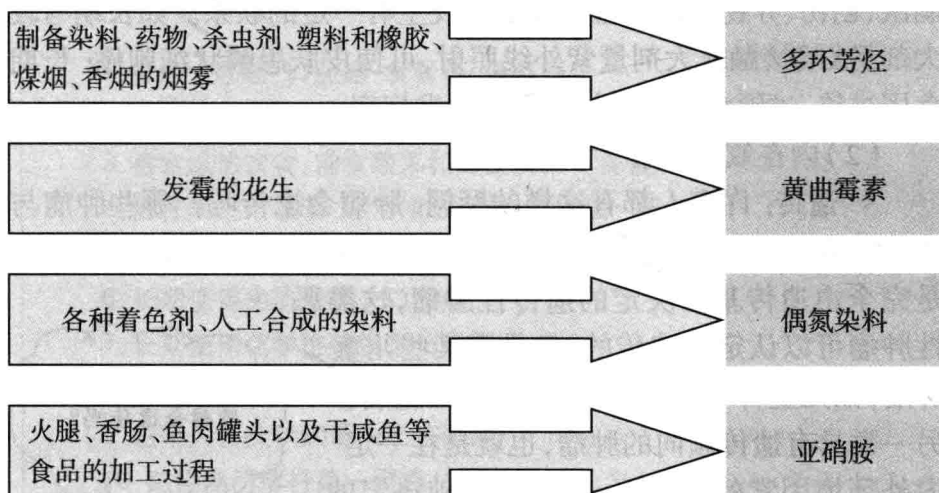 制备染料、药物、杀虫剂、塑料和橡胶、
煤烟、香烟的烟雾
多环芳烃
发霉的花生
黄曲霉素
各种着色剂、人工合成的染料
偶氮染料
火腿、香肠、鱼肉罐头以及干咸鱼等
食品的加工过程
亚硝胺